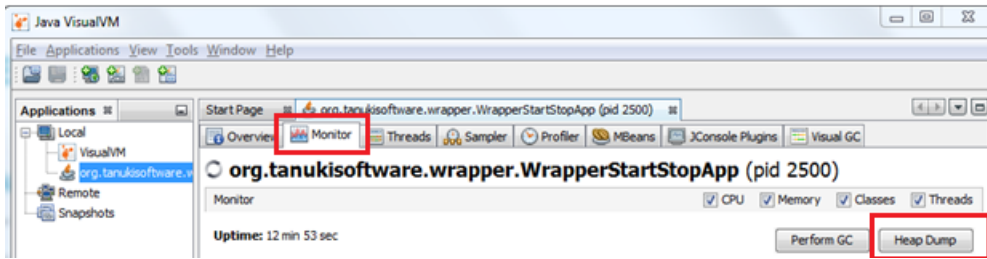 Java VisualVM
File Applications View Tools Window Help
Applications
Start Page org.tanukisoftware.wrapper.WrapperStartStopApp (pid 2500)
Local
VisualVM
org.tanukisoftware.w
Remote
Snapshots
Overview Monitor Threads Sampler Profiler MBeans JConsole Plugins Visual GC
org.tanukisoftware.wrapper.WrapperStartStopApp (pid 2500)
Monitor CPU Memory Classes Threads
Uptime: 12 min 53 sec
Perform GC Heap Dump